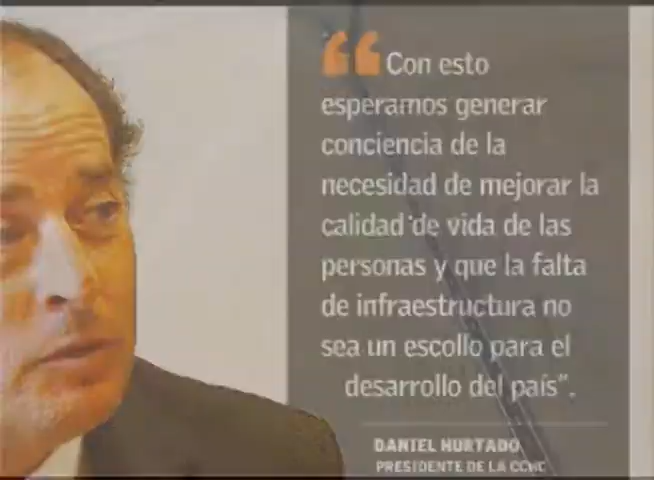 “Con esto
esperamos generar
conciencia de la
necesidad de mejorar la
calidad de vida de las
personas y que la falta
de infraestructura no
sea un escollo para el
desarrollo del país”.
DANIEL HURTADO
PRESIDENTE DE LA CCHC